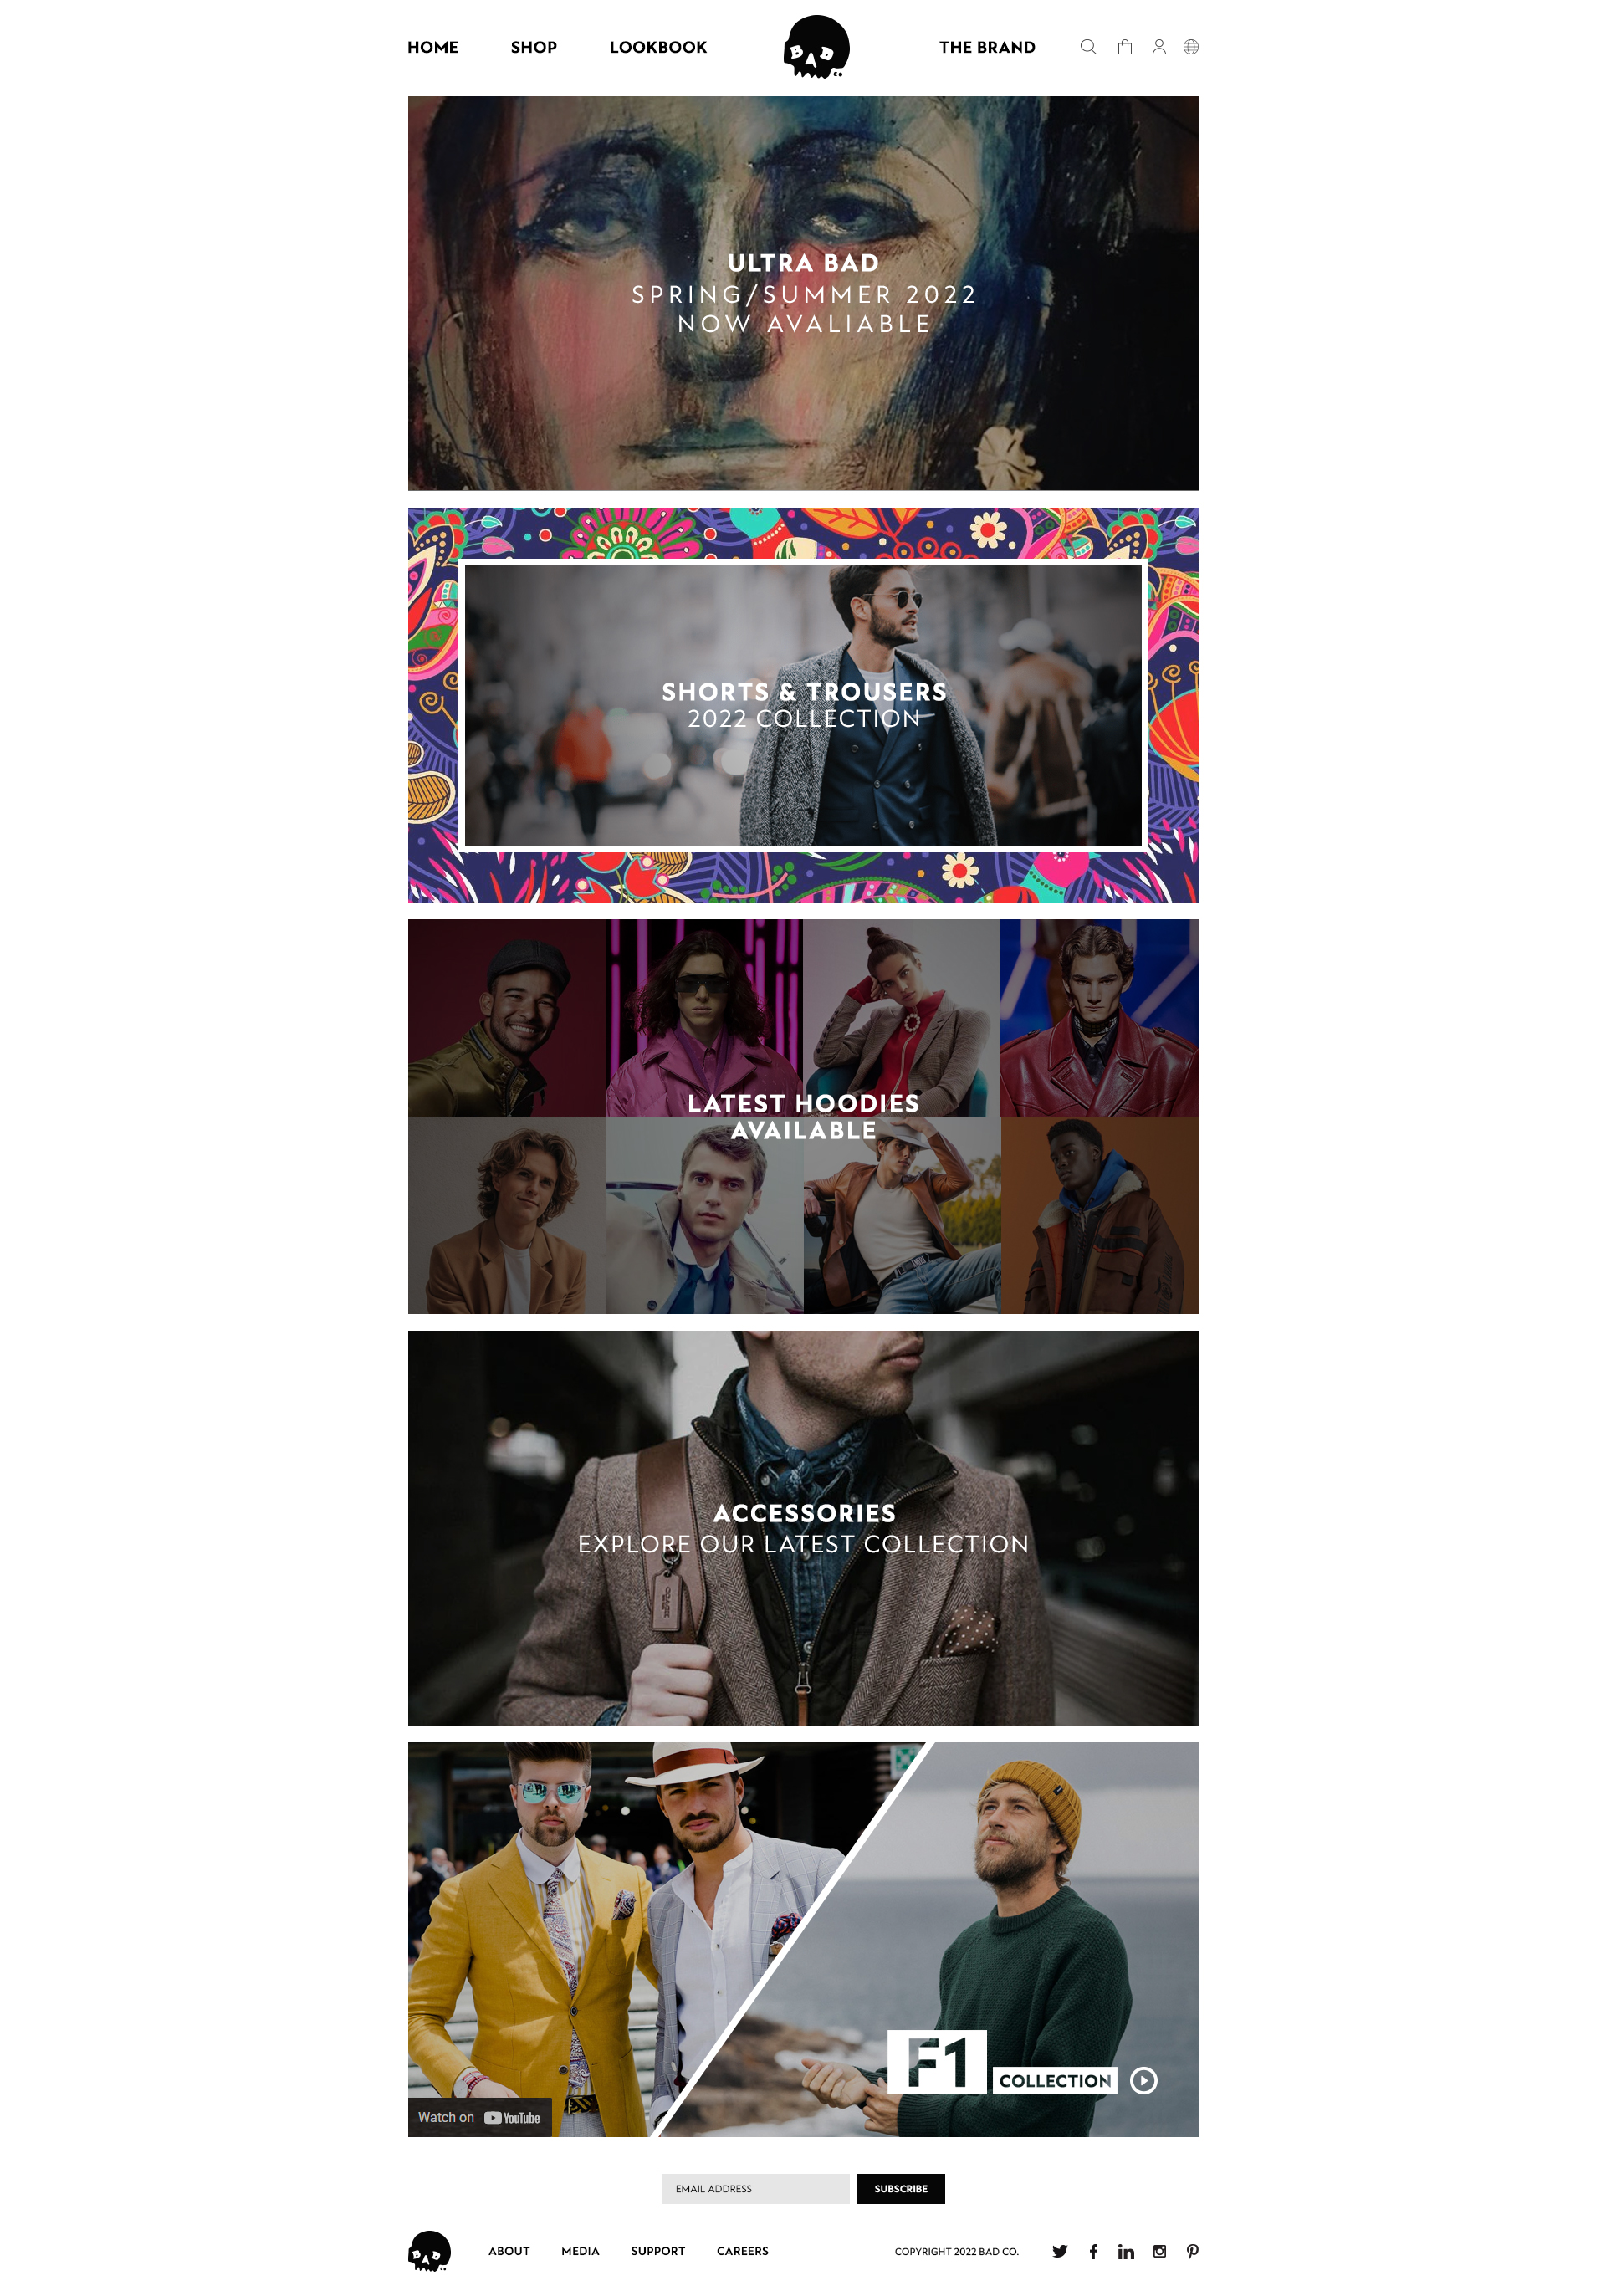 HOME
SHOP
LOOKBOOK
BAD
CO
THE BRAND
ULTRA BAD
SPRING/SUMMER 2022
NOW AVALIABLE
SHORTS & TROUSERS
2022 COLLECTION
LATEST HOODIES
AVAILABLE
ACCESSORIES
EXPLORE OUR LATEST COLLECTION
F1
COLLECTION
Watch on YouTube
EMAIL ADDRESS
SUBSCRIBE
BAD
CO
ABOUT
MEDIA
SUPPORT
CAREERS
COPYRIGHT 2022 BAD CO.